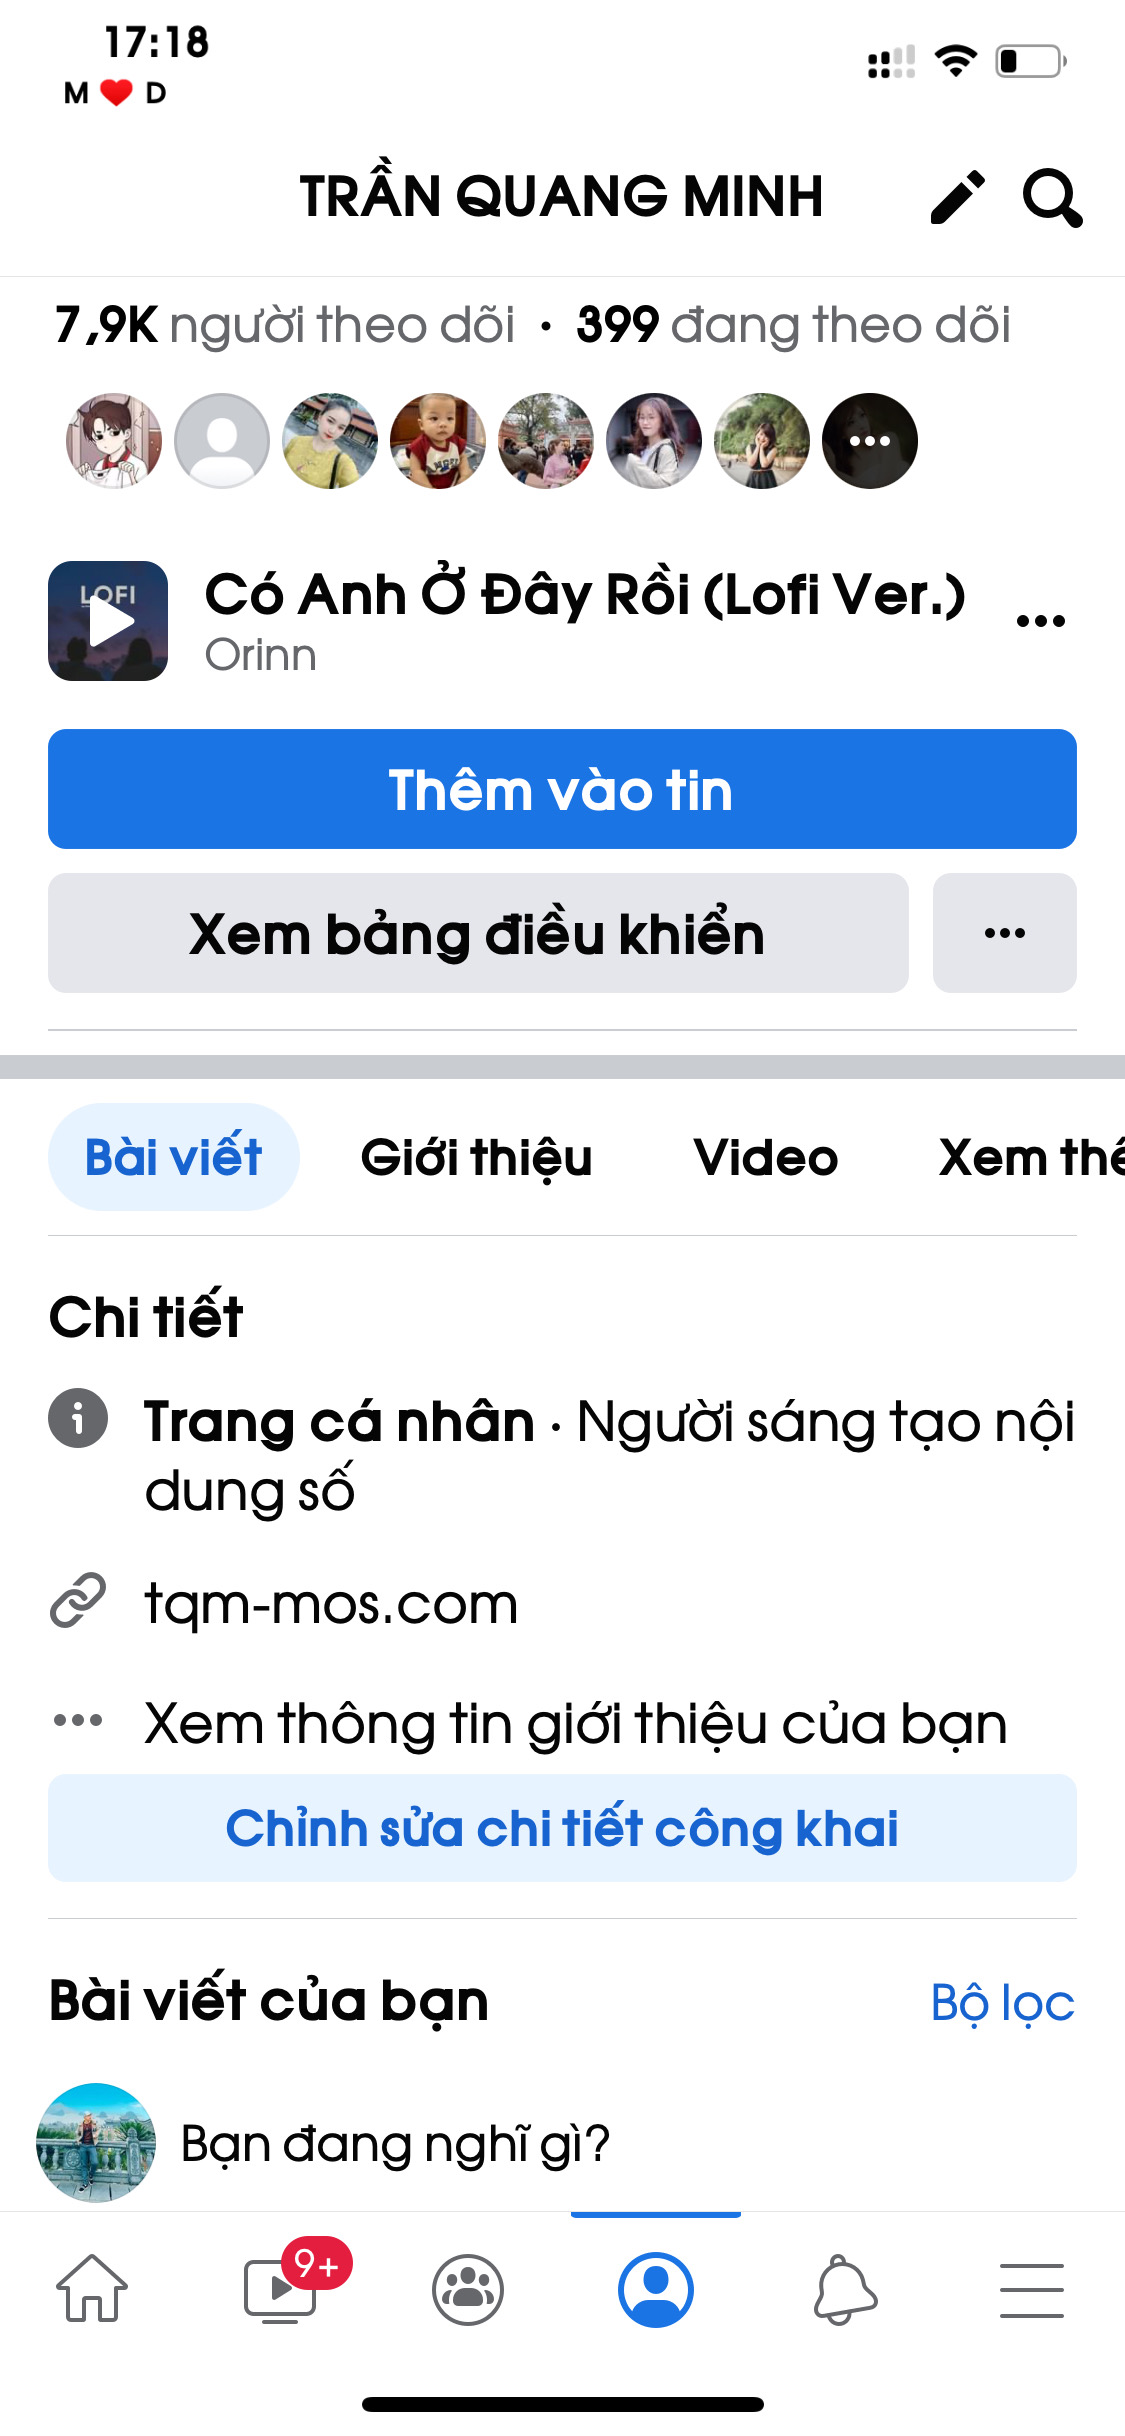 17:18
M ❤️ D
TRẦN QUANG MINH
7,9K người theo dõi · 399 đang theo dõi
LOFI
Có Anh Ở Đây Rồi (Lofi Ver.)
Orinn
Thêm vào tin
Xem bảng điều khiển
Bài viết Giới thiệu Video Xem thê
Chi tiết
Trang cá nhân · Người sáng tạo nội
dung số
tqm-mos.com
Xem thông tin giới thiệu của bạn
Chỉnh sửa chi tiết công khai
Bài viết của bạn Bộ lọc
Bạn đang nghĩ gì?
9+